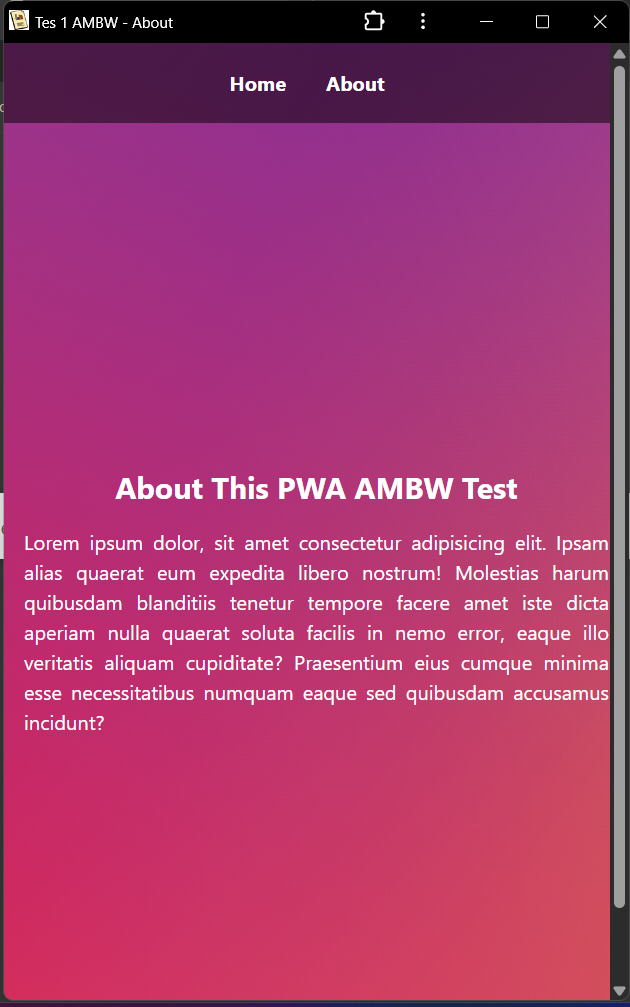 Tes 1 AMBW - About
Home About
About This PWA AMBW Test
Lorem ipsum dolor, sit amet consectetur adipisicing elit. Ipsam
alias quaerat eum expedita libero nostrum! Molestias harum
quibusdam blanditiis tenetur tempore facere amet iste dicta
aperiam nulla quaerat soluta facilis in nemo error, eaque illo
veritatis aliquam cupiditate? Praesentium eius cumque minima
esse necessitatibus numquam eaque sed quibusdam accusamus
incidunt?